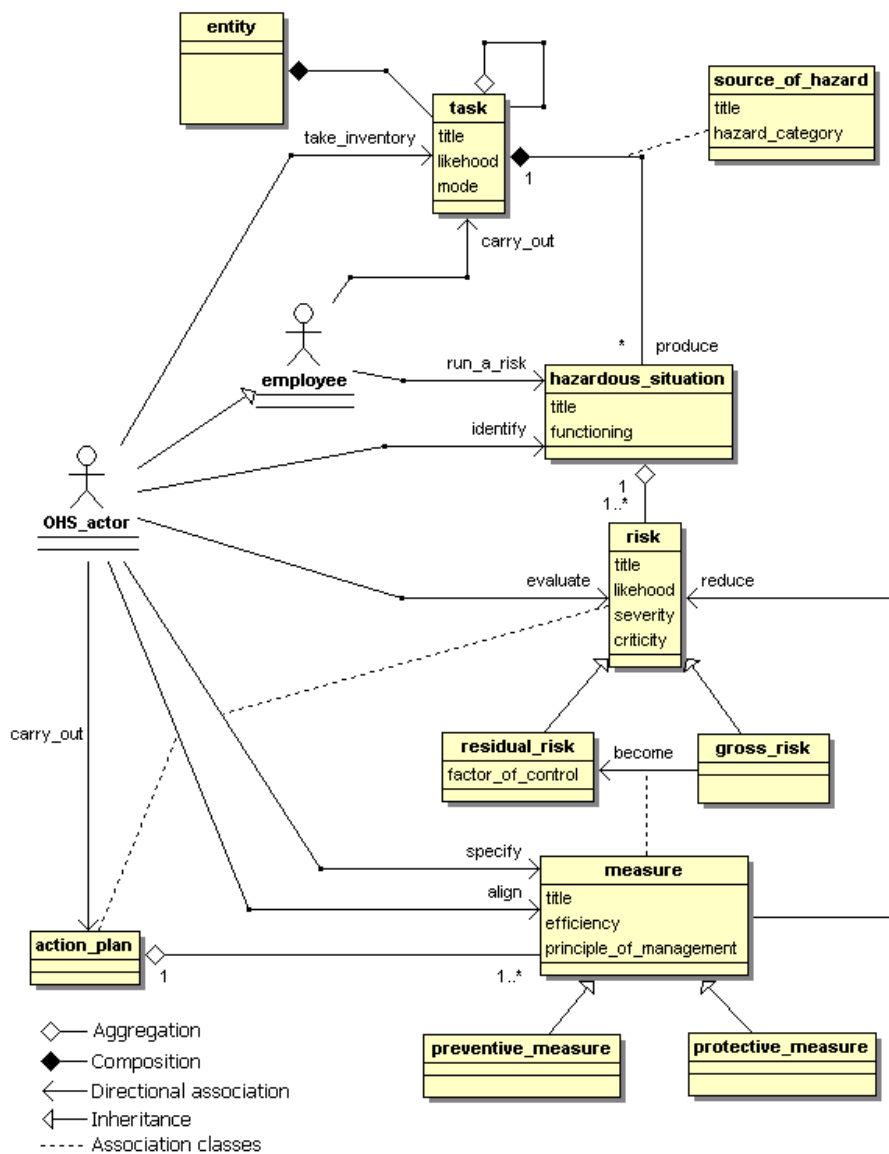 entity
task
title
likehood
mode
source_of_hazard
title
hazard_category
take_inventory
1
carry_out
employee
run_a_risk
* produce
hazardous_situation
title
functioning
identify
OHS_actor
1
1..*
risk
title
likehood
severity
criticity
evaluate
reduce
carry_out
residual_risk
factor_of_control
become
gross_risk
specify
align
measure
title
efficiency
principle_of_management
action_plan
1
1..*
preventive_measure
protective_measure
Aggregation
Composition
Directional association
Inheritance
Association classes